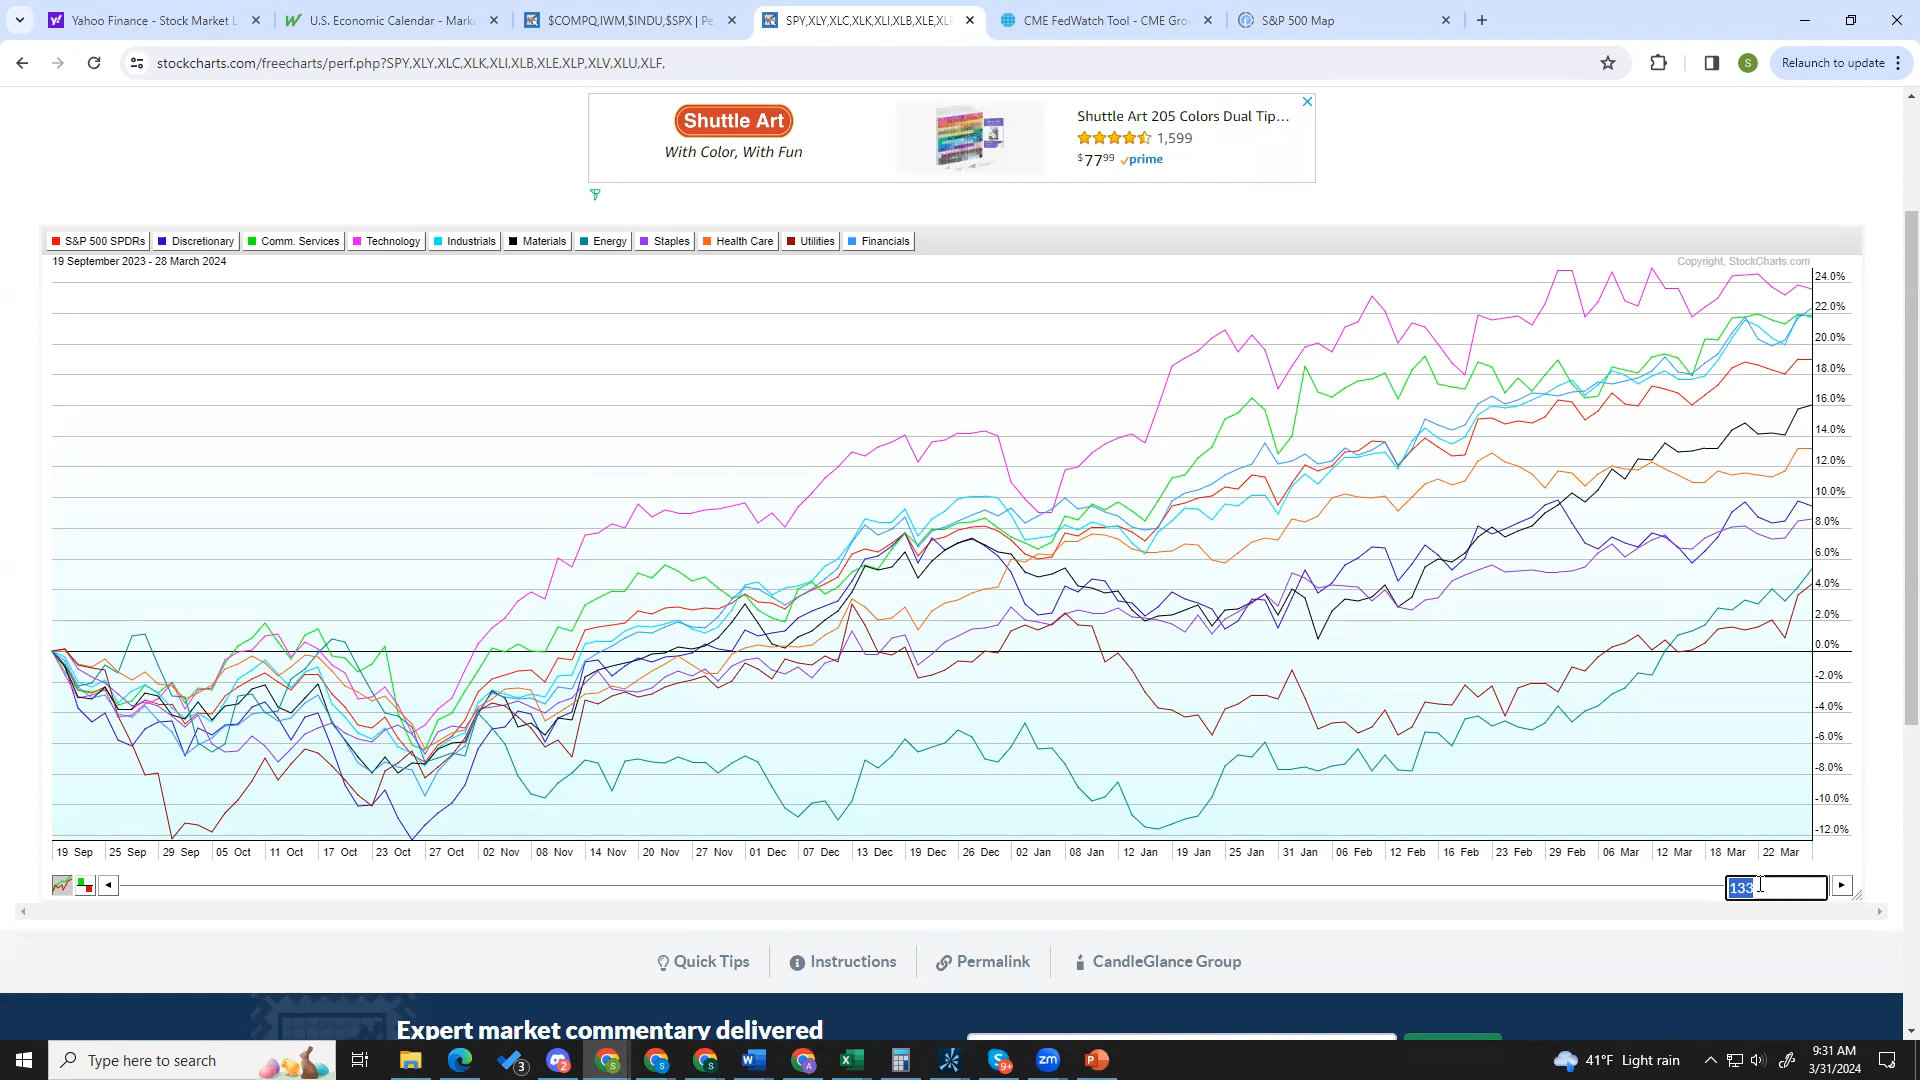 Yahoo Finance - Stock Market L
U.S. Economic Calendar - Mark
$COMPQ,IWM,$INDU,$SPX | Pe
SPY,XLY,XLC,XLK,XLI,XLB,XLE,XLP
CME FedWatch Tool - CME Gro
S&P 500 Map
stockcharts.com/freecharts/perf.php?SPY,XLY,XLC,XLK,XLI,XLB,XLE,XLP,XLV,XLU,XLF,
S
Relaunch to update
Shuttle Art
With Color, With Fun
Shuttle Art 205 Colors Dual Tip...
1,599
$77.99 prime
S&P 500 SPDRs
Discretionary
Comm. Services
Technology
Industrials
Materials
Energy
Staples
Health Care
Utilities
Financials
19 September 2023 - 28 March 2024
Copyright, StockCharts.com
24.0%
22.0%
20.0%
18.0%
16.0%
14.0%
12.0%
10.0%
8.0%
6.0%
4.0%
2.0%
0.0%
-2.0%
-4.0%
-6.0%
-8.0%
-10.0%
-12.0%
19 Sep 25 Sep 29 Sep 05 Oct 11 Oct 17 Oct 23 Oct 27 Oct 02 Nov 08 Nov 14 Nov 20 Nov 27 Nov 01 Dec 07 Dec 13 Dec 19 Dec 26 Dec 02 Jan 08 Jan 12 Jan 19 Jan 25 Jan 31 Jan 06 Feb 12 Feb 16 Feb 23 Feb 29 Feb 06 Mar 12 Mar 18 Mar 22 Mar
133
Quick Tips
Instructions
Permalink
CandleGlance Group
Expert market commentary delivered
Type here to search
3
2
9+
zm
41°F Light rain
9:31 AM
3/31/2024